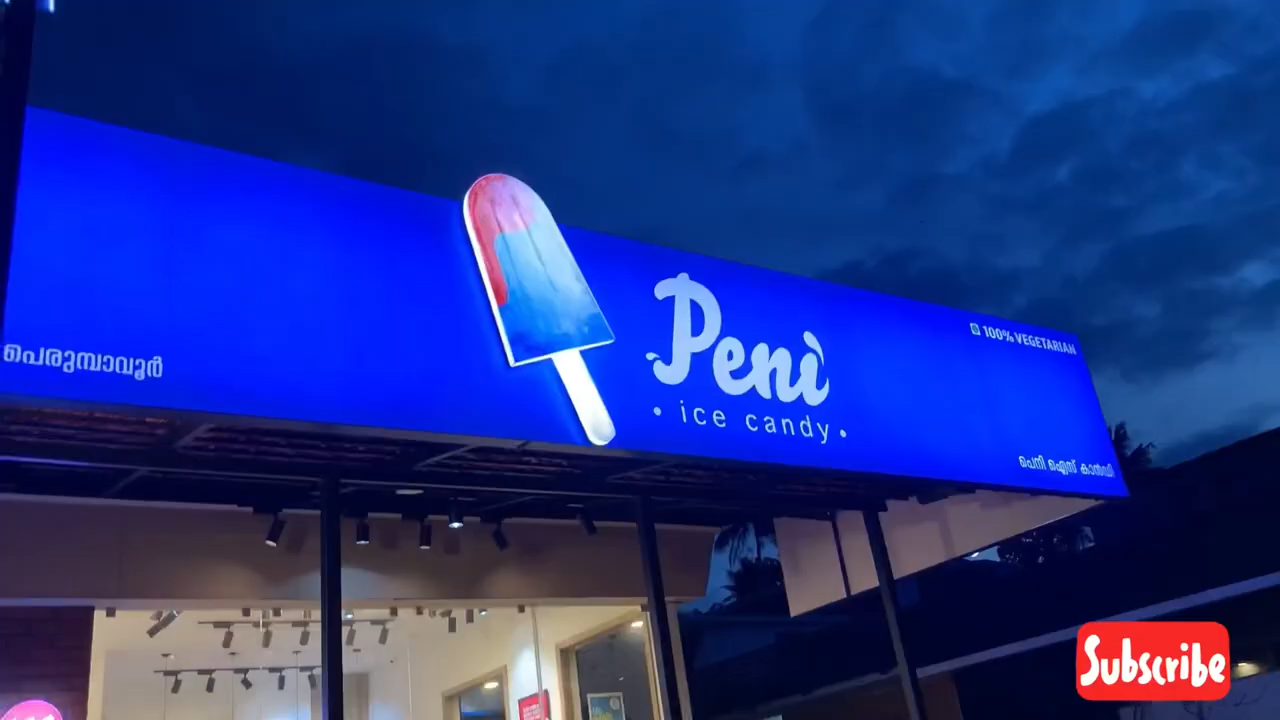 Peni
• ice candy •
100% VEGETARIAN
പെരുമ്പാവൂർ
പെനി ഐസ് കാൻഡി
Subscribe